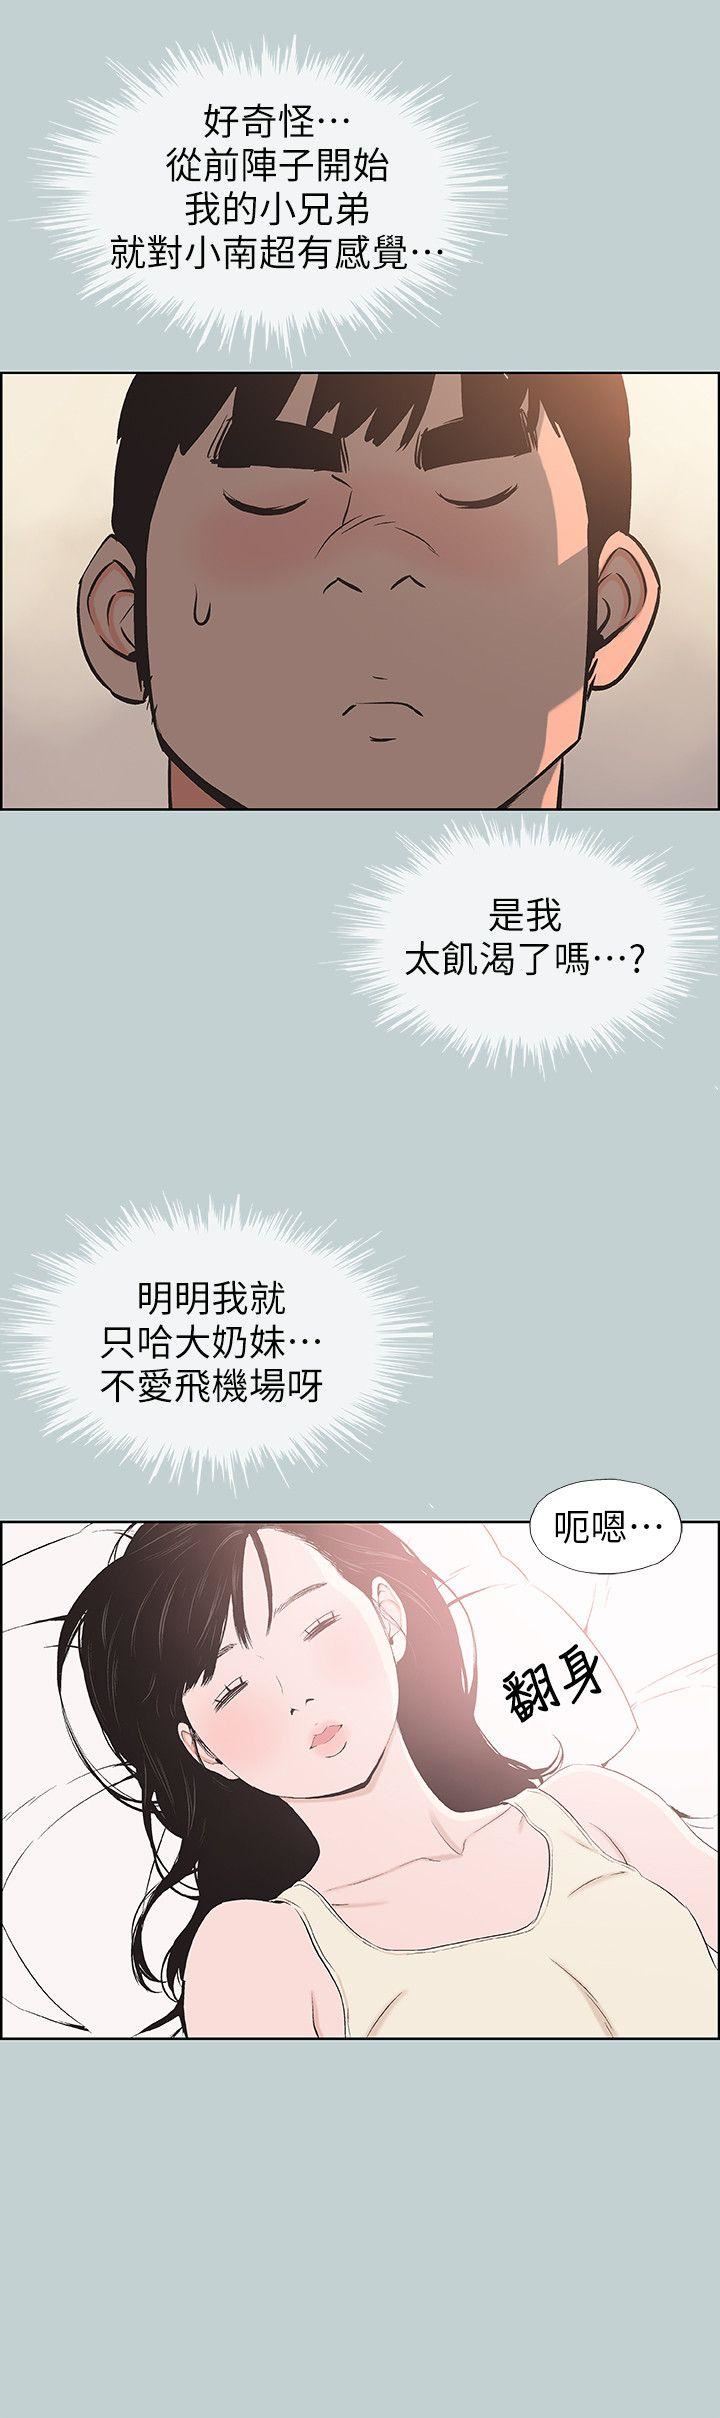 好奇怪…
從前陣子開始
我的小兄弟
就對小南超有感覺…
是我
太飢渴了嗎…?
明明我就
只哈大奶妹…
不愛飛機場呀
呃嗯…
翻身